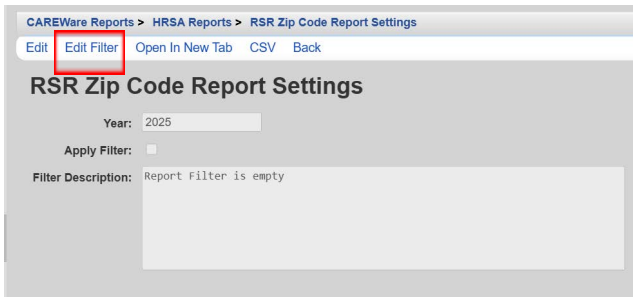 CAREWare Reports > HRSA Reports > RSR Zip Code Report Settings
Edit Edit Filter Open In New Tab CSV Back
RSR Zip Code Report Settings
Year: 2025
Apply Filter:
Filter Description: Report Filter is empty